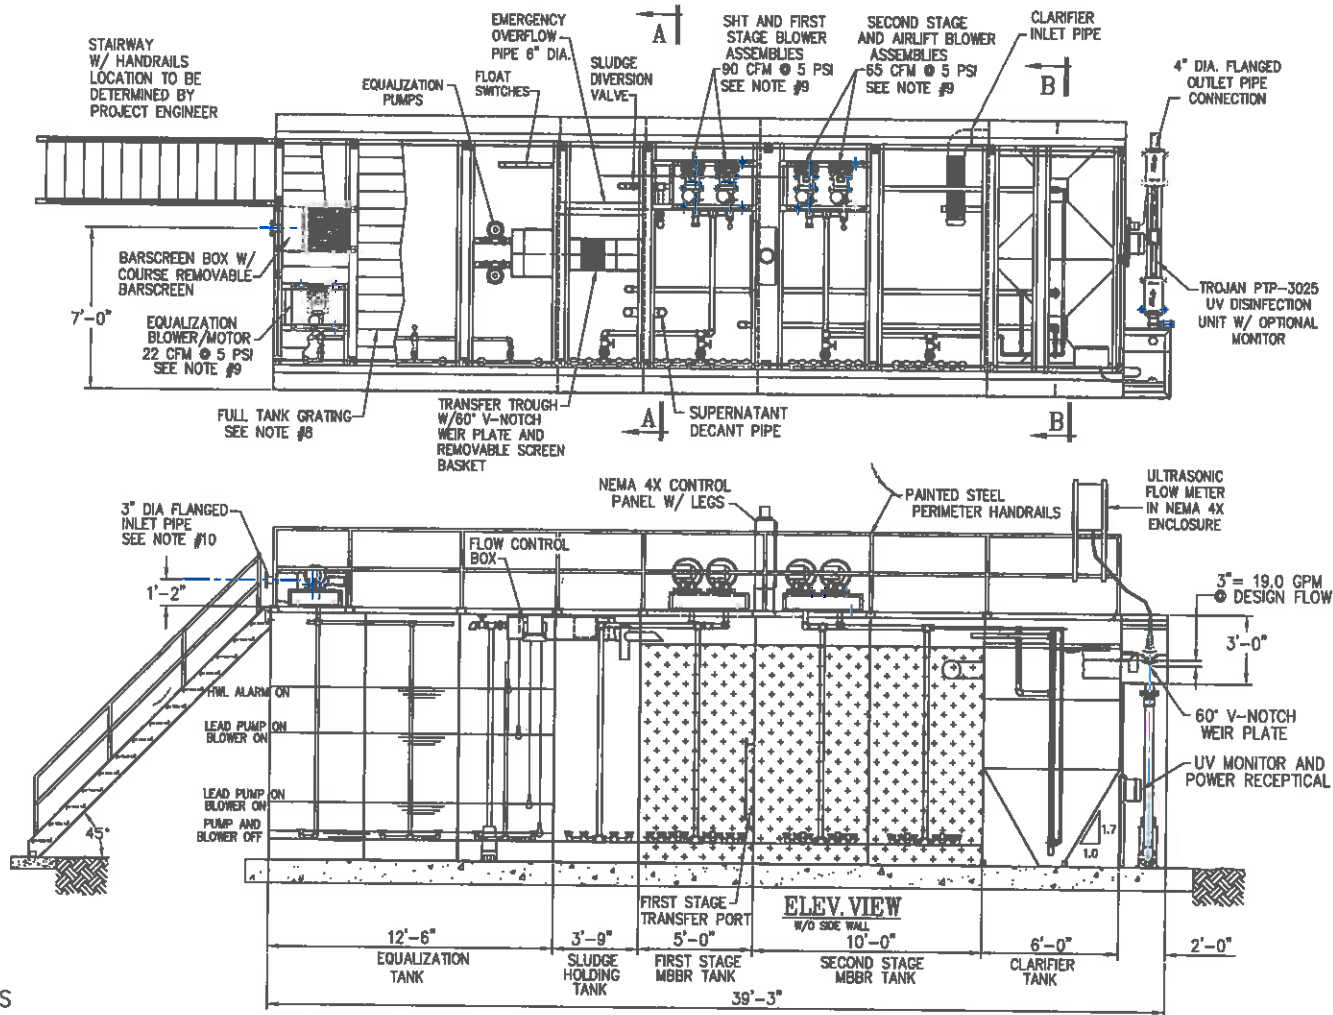 STAIRWAY
W/ HANDRAILS
LOCATION TO BE
DETERMINED BY
PROJECT ENGINEER
EQUALIZATION
PUMPS
FLOAT
SWITCHES
EMERGENCY
OVERFLOW
PIPE 6" DIA.
SLUDGE
DIVERSION
VALVE
A
SHT AND FIRST
STAGE BLOWER
ASSEMBLIES
90 CFM @ 5 PSI
SEE NOTE #9
SECOND STAGE
AND AIRLIFT BLOWER
ASSEMBLIES
65 CFM @ 5 PSI
SEE NOTE #9
CLARIFIER
INLET PIPE
B
4" DIA. FLANGED
OUTLET PIPE
CONNECTION
BARSCREEN BOX W/
COURSE REMOVABLE
BARSCREEN
7'-0"
EQUALIZATION
BLOWER/MOTOR
22 CFM @ 5 PSI
SEE NOTE #9
TROJAN PTP-3025
UV DISINFECTION
UNIT W/ OPTIONAL
MONITOR
FULL TANK GRATING
SEE NOTE #8
TRANSFER TROUGH
W/60° V-NOTCH
WEIR PLATE AND
REMOVABLE SCREEN
BASKET
A
SUPERNATANT
DECANT PIPE
B
3" DIA FLANGED
INLET PIPE
SEE NOTE #10
1'-2"
FLOW CONTROL
BOX
NEMA 4X CONTROL
PANEL W/ LEGS
PAINTED STEEL
PERIMETER HANDRAILS
ULTRASONIC
FLOW METER
IN NEMA 4X
ENCLOSURE
3"= 19.0 GPM
@ DESIGN FLOW
3'-0"
HWL ALARM ON
LEAD PUMP ON
BLOWER ON
LEAD PUMP ON
BLOWER ON
PUMP AND
BLOWER OFF
45°
60° V-NOTCH
WEIR PLATE
UV MONITOR AND
POWER RECEPTICAL
1.7
1.0
FIRST STAGE
TRANSFER PORT
ELEV. VIEW
W/O SIDE WALL
12'-6"
EQUALIZATION
TANK
3'-9"
SLUDGE
HOLDING
TANK
5'-0"
FIRST STAGE
MBBR TANK
10'-0"
SECOND STAGE
MBBR TANK
6'-0"
CLARIFIER
TANK
2'-0"
39'-3"
S